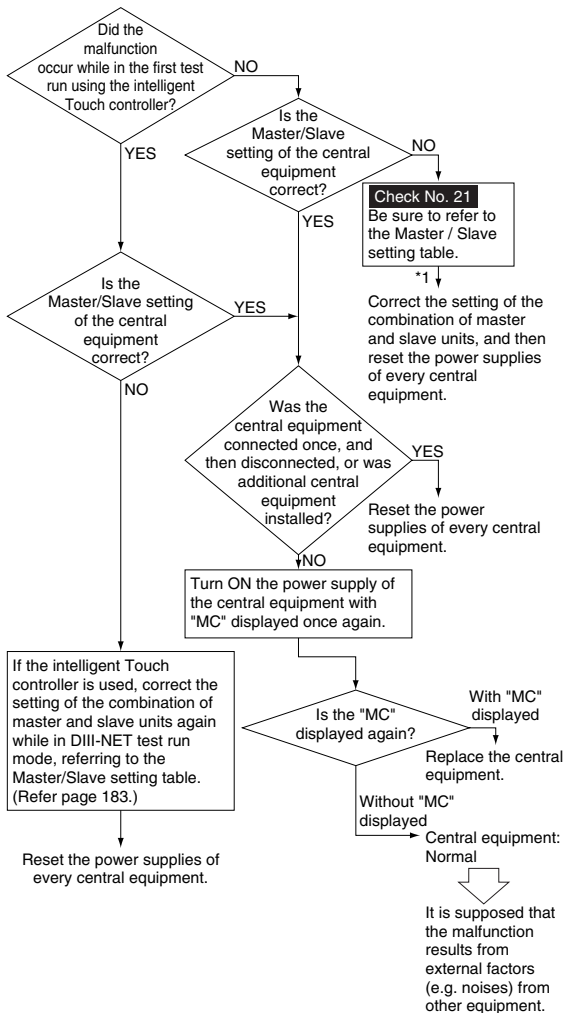 Did the
malfunction
occur while in the first test
run using the intelligent
Touch controller?
NO
YES
Is the
Master/Slave
setting of the central
equipment
correct?
NO
YES
Check No. 21
Be sure to refer to
the Master / Slave
setting table.
*1
Correct the setting of the
combination of master
and slave units, and then
reset the power supplies
of every central
equipment.
Is the
Master/Slave setting
of the central
equipment
correct?
YES
NO
Was the
central equipment
connected once, and
then disconnected, or was
additional central
equipment
installed?
YES
Reset the power
supplies of every central
equipment.
NO
Turn ON the power supply of
the central equipment with
"MC" displayed once again.
If the intelligent Touch
controller is used, correct the
setting of the combination of
master and slave units again
while in DIII-NET test run
mode, referring to the
Master/Slave setting table.
(Refer page 183.)
Reset the power supplies of
every central equipment.
Is the "MC"
displayed again?
With "MC"
displayed
Replace the central
equipment.
Without "MC"
displayed
Central equipment:
Normal
It is supposed that
the malfunction
results from
external factors
(e.g. noises) from
other equipment.